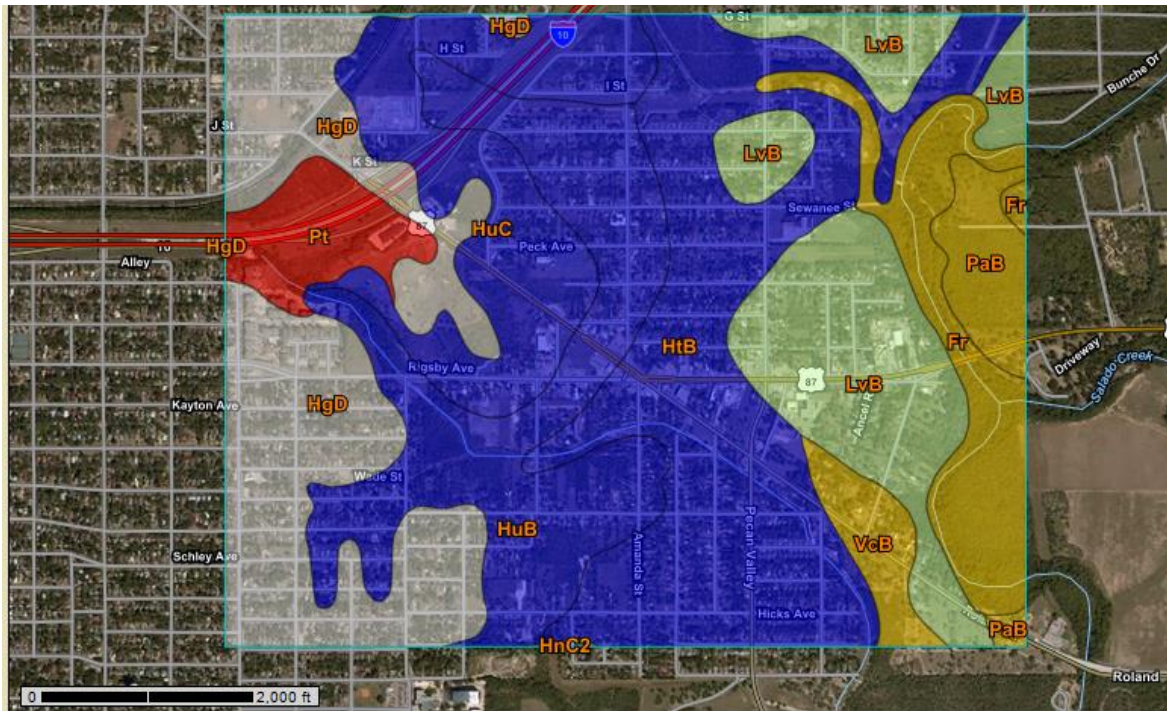 G St
HgD
10
H St
LvB
Bunche Dr
I St
LvB
J St
HgD
K St
LvB
Sewanee St
Fr
87
HuC
HgD
Pt
10
Peck Ave
Alley
PaB
HtB
Fr
Driveway
Salado Creek
Rigsby Ave
87
LvB
HgD
Kayton Ave
Wade St
HuB
Pecan Valley
VcB
Schley Ave
Amanda St
Hicks Ave
PaB
HnC2
Roland
0
2,000 ft